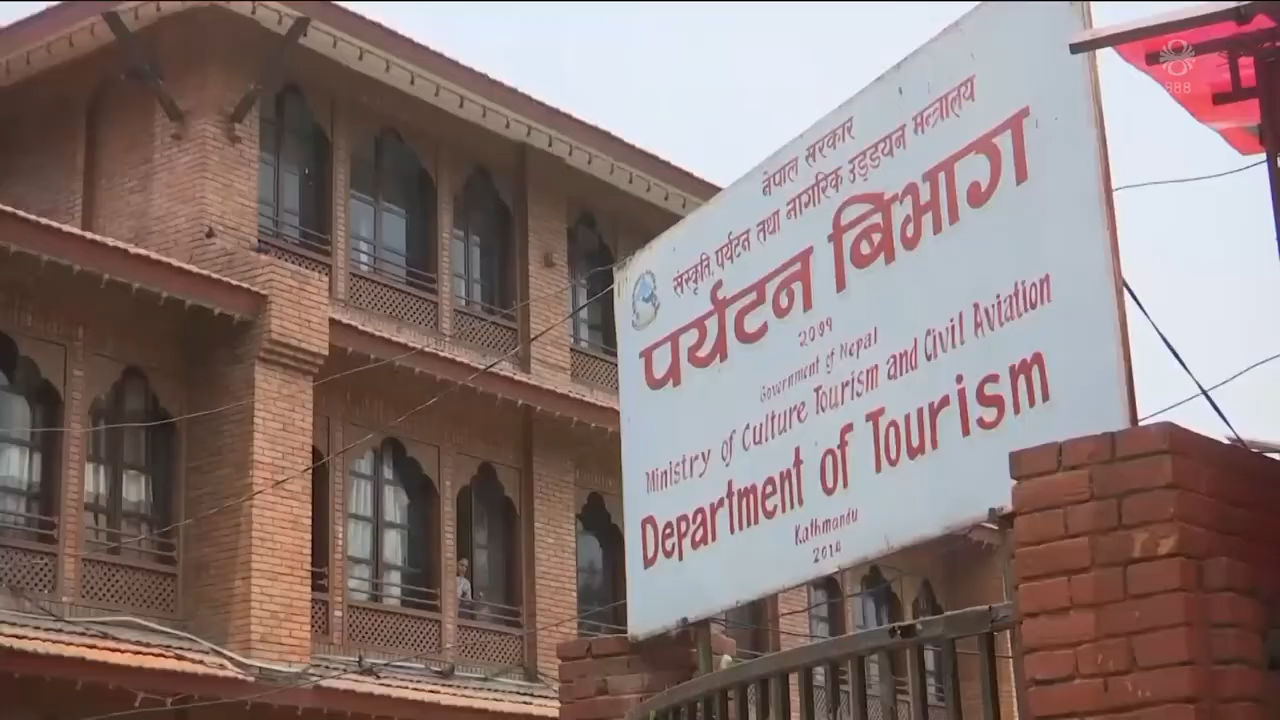 नेपाल सरकार
संस्कृति, पर्यटन तथा नागरिक उड्डयन मन्त्रालय
पर्यटन बिभाग
२०७१
Government of Nepal
Ministry of Culture Tourism and Civil Aviation
Department of Tourism
Kathmandu
2014
888